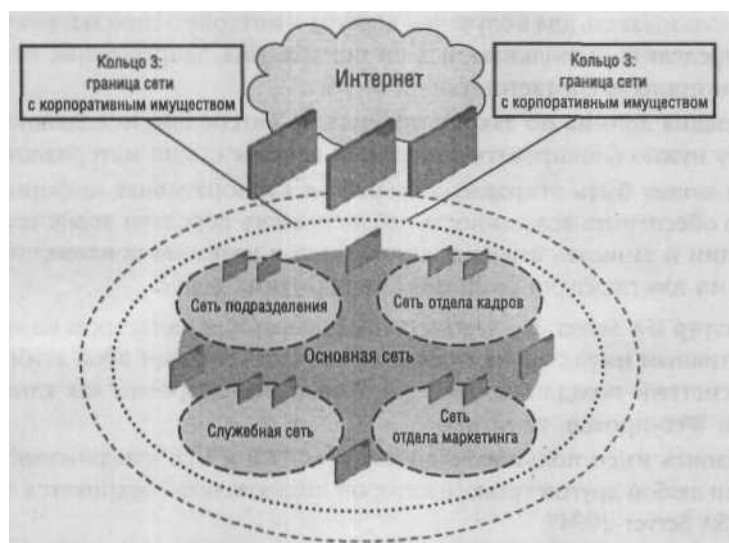 Кольцо 3:
граница сети
с корпоративным имуществом
Интернет
Кольцо 3:
граница сети
с корпоративным имуществом
Сеть подразделения
Сеть отдела кадров
Основная сеть
Служебная сеть
Сеть
отдела маркетинга